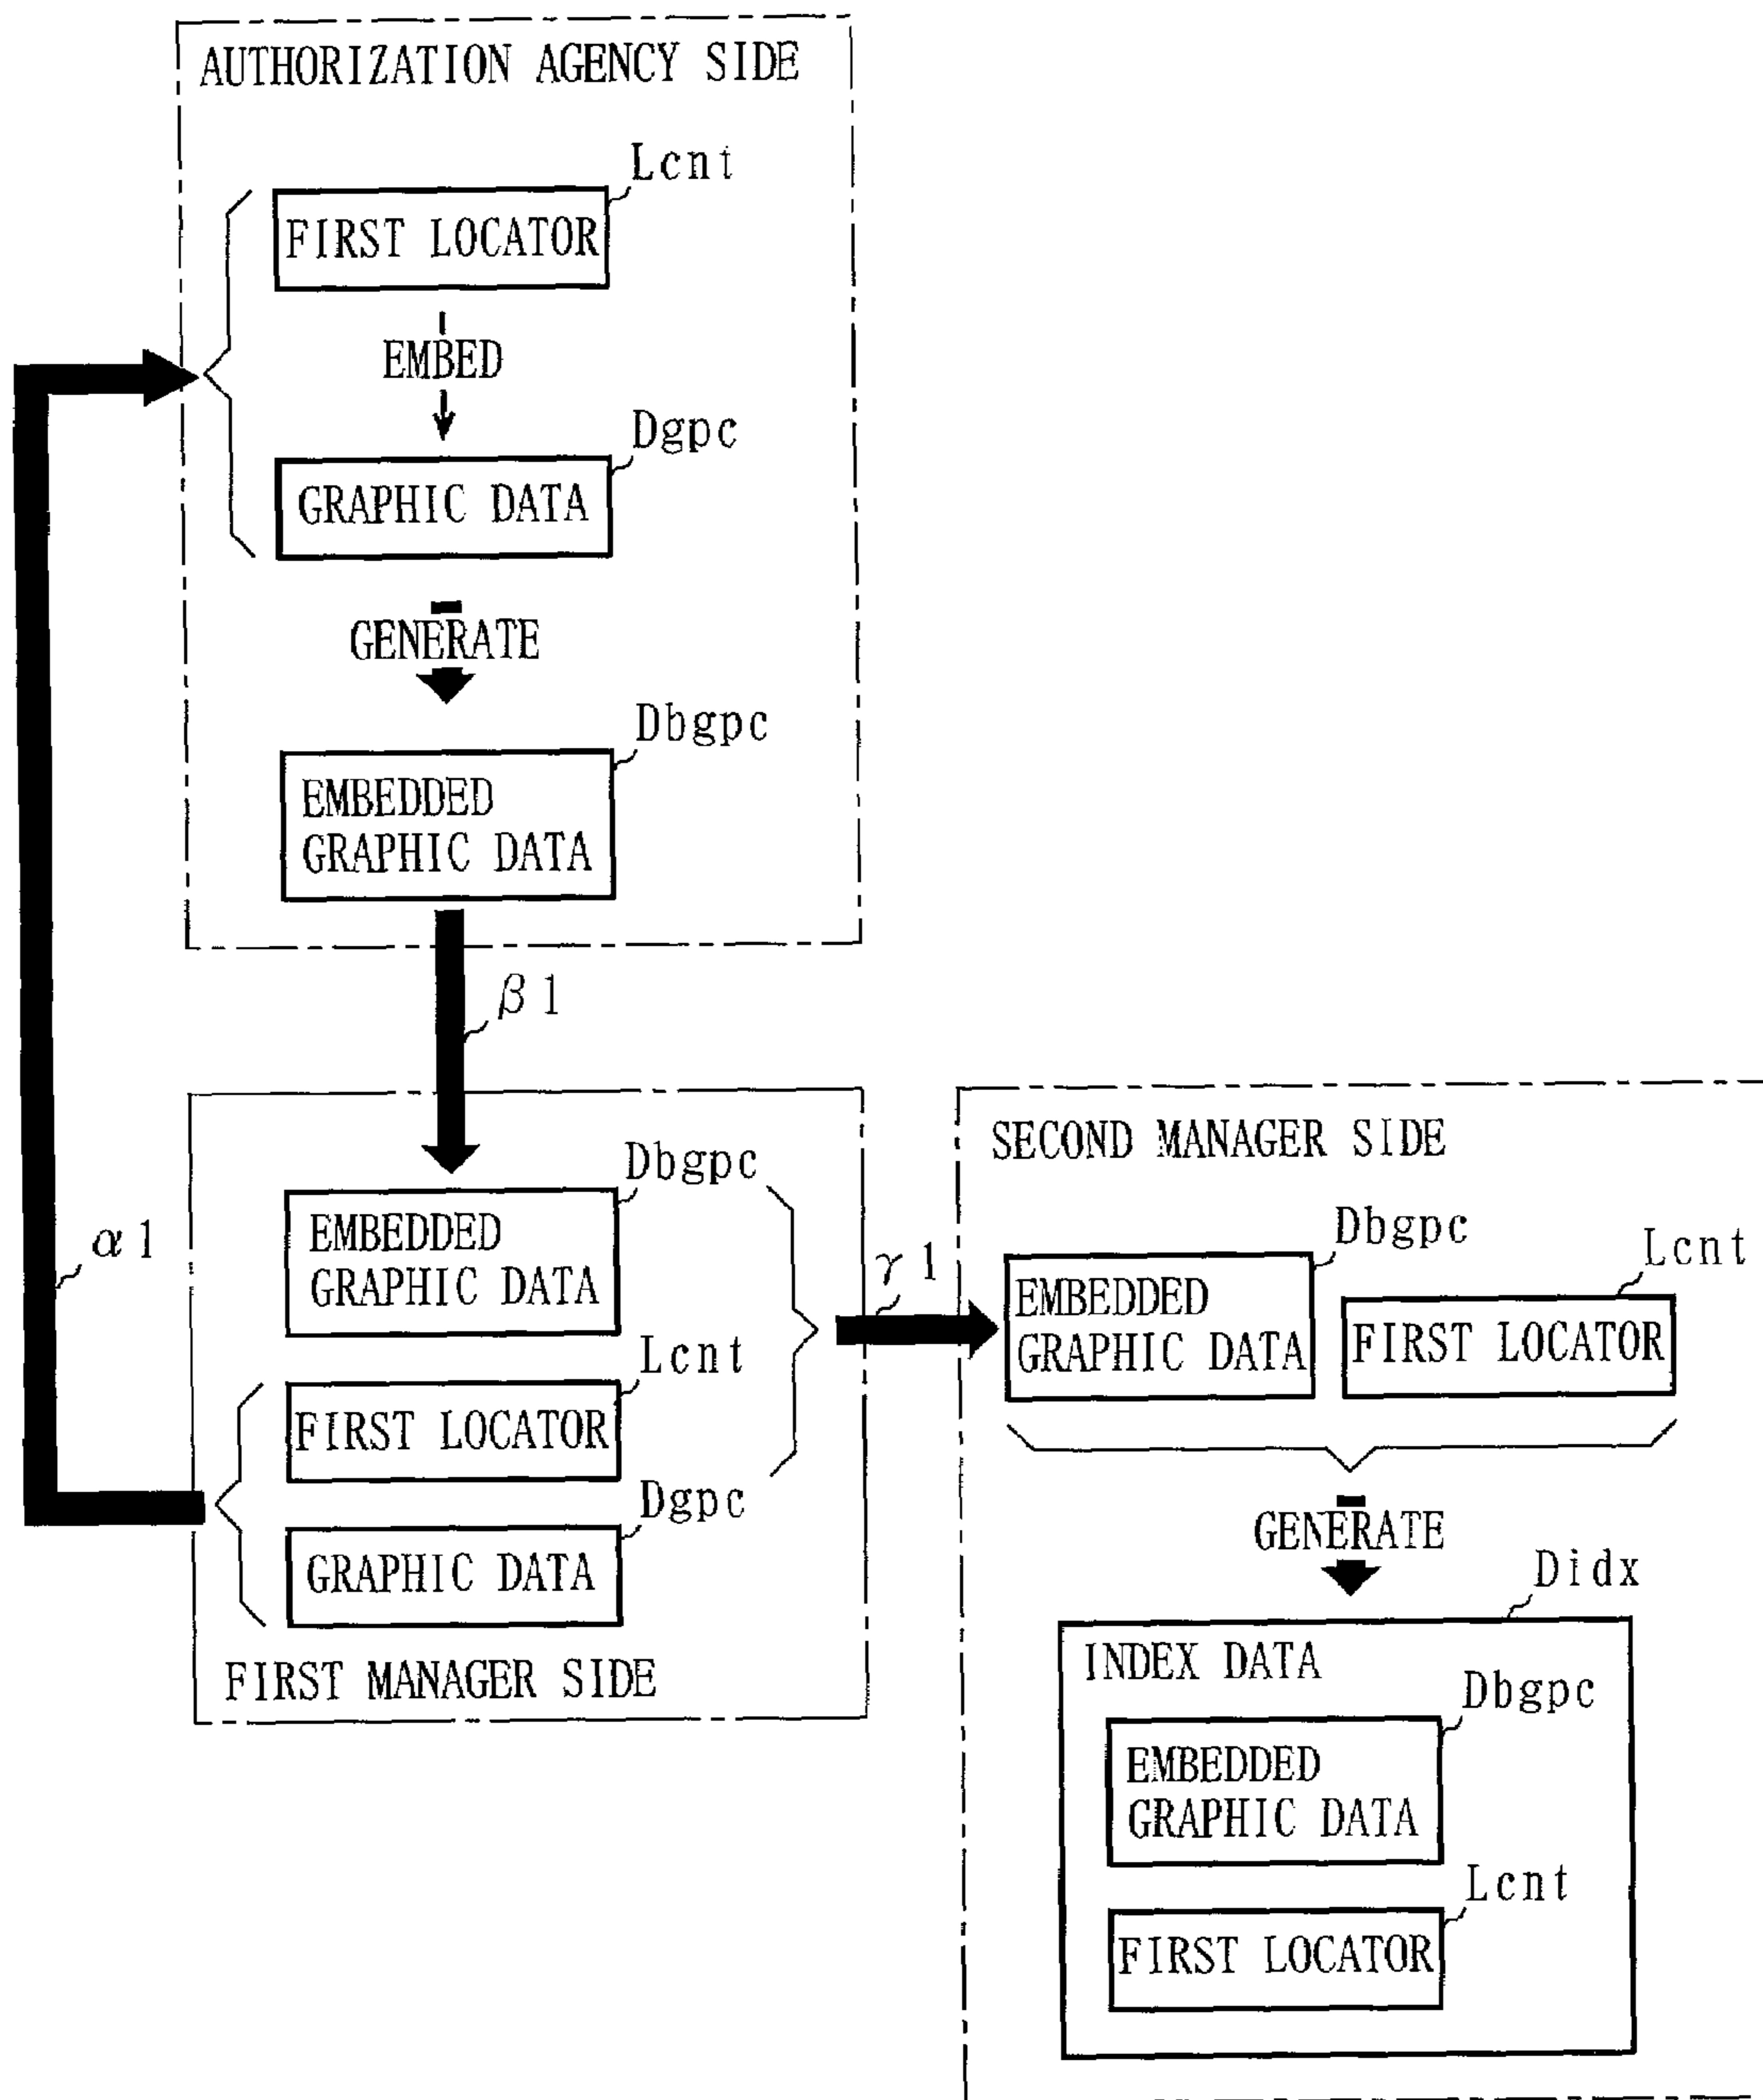 AUTHORIZATION AGENCY SIDE
Lcnt
FIRST LOCATOR
EMBED
Dgpc
GRAPHIC DATA
GENERATE
Dbgpc
EMBEDDED
GRAPHIC DATA
β1
α1
Dbgpc
EMBEDDED
GRAPHIC DATA
Lcnt
FIRST LOCATOR
Dgpc
GRAPHIC DATA
FIRST MANAGER SIDE
γ1
SECOND MANAGER SIDE
Dbgpc
EMBEDDED
GRAPHIC DATA
Lcnt
FIRST LOCATOR
GENERATE
Didx
INDEX DATA
Dbgpc
EMBEDDED
GRAPHIC DATA
Lcnt
FIRST LOCATOR